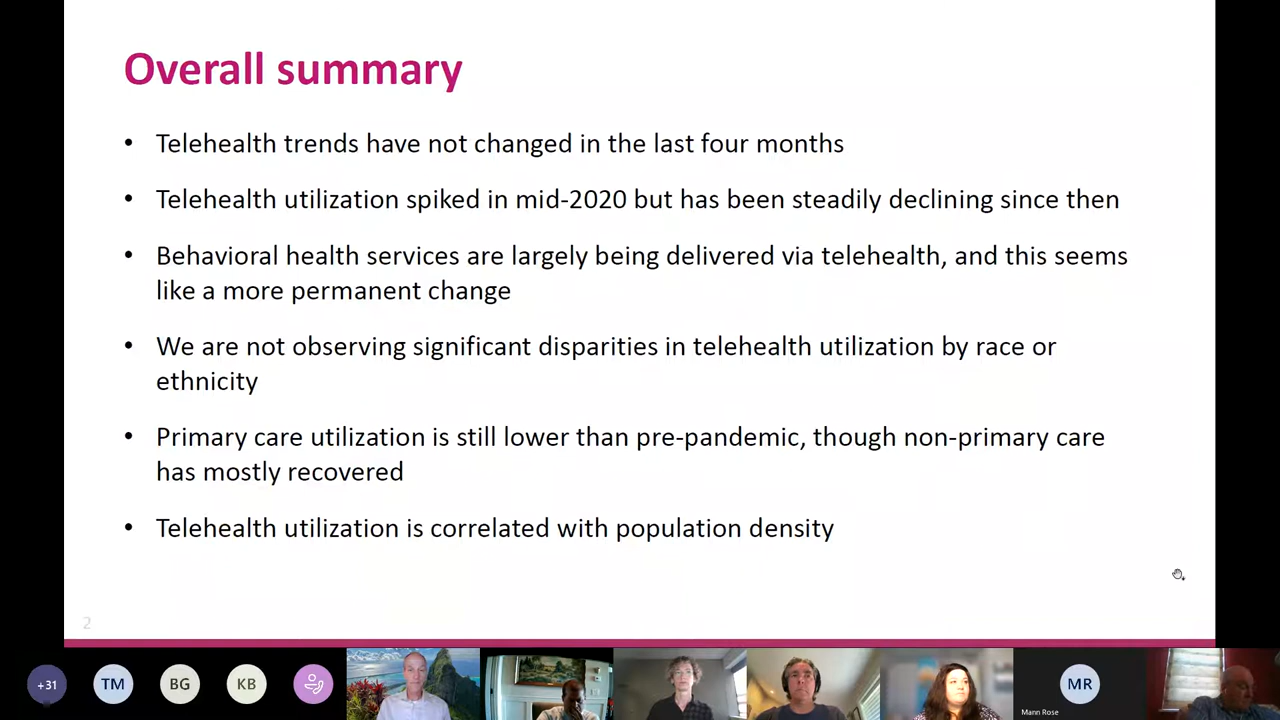 Overall summary
• Telehealth trends have not changed in the last four months
• Telehealth utilization spiked in mid-2020 but has been steadily declining since then
• Behavioral health services are largely being delivered via telehealth, and this seems
like a more permanent change
• We are not observing significant disparities in telehealth utilization by race or
ethnicity
• Primary care utilization is still lower than pre-pandemic, though non-primary care
has mostly recovered
• Telehealth utilization is correlated with population density
2
+31
TM
BG
KB
MR
Mann Rose